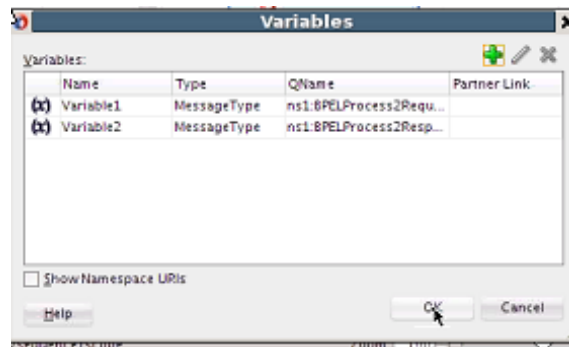 Variables
Variables:
Name Type QName Partner Link
(x) Variable1 MessageType ns1:BPELProcess2Requ...
(x) Variable2 MessageType ns1:BPELProcess2Resp...
Show Namespace URIs
Help OK Cancel